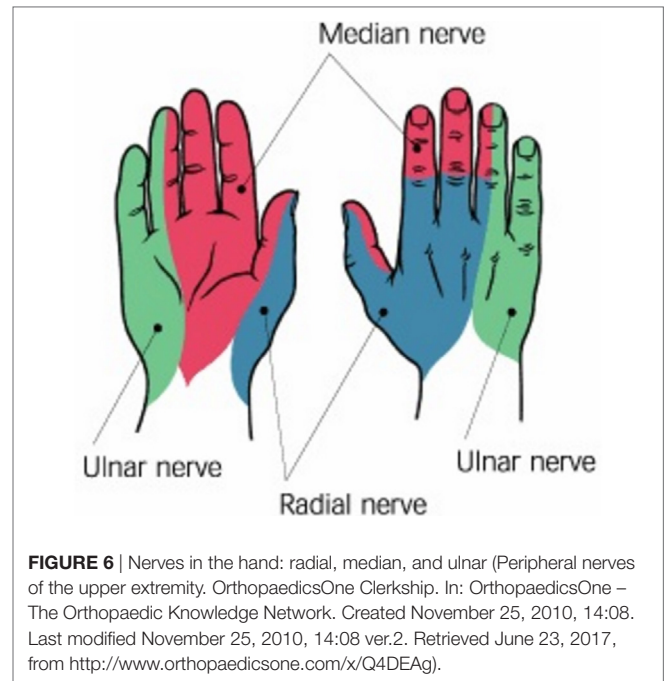 Median nerve
Ulnar nerve
Ulnar nerve
Radial nerve
FIGURE 6 | Nerves in the hand: radial, median, and ulnar (Peripheral nerves
of the upper extremity. OrthopaedicsOne Clerkship. In: OrthopaedicsOne –
The Orthopaedic Knowledge Network. Created November 25, 2010, 14:08.
Last modified November 25, 2010, 14:08 ver.2. Retrieved June 23, 2017,
from http://www.orthopaedicsone.com/x/Q4DEAg).